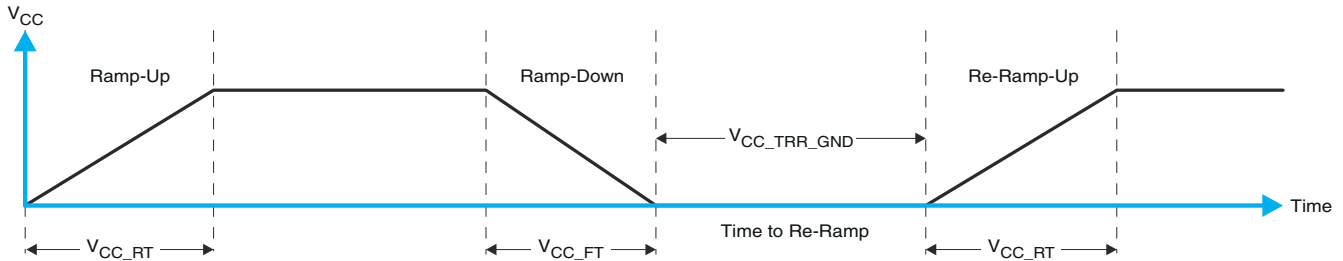 VCC
Ramp-Up
Ramp-Down
Re-Ramp-Up
VCC_TRR_GND
Time
Time to Re-Ramp
VCC_RT
VCC_FT
VCC_RT